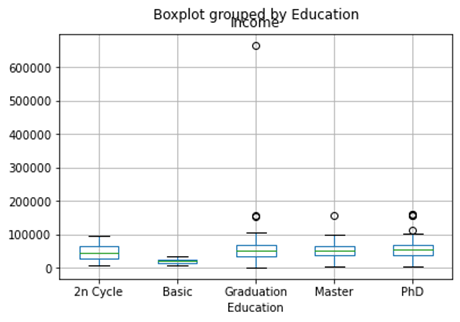 Boxplot grouped by Education
Income
600000
500000
400000
300000
200000
100000
0
2n Cycle Basic Graduation Master PhD
Education